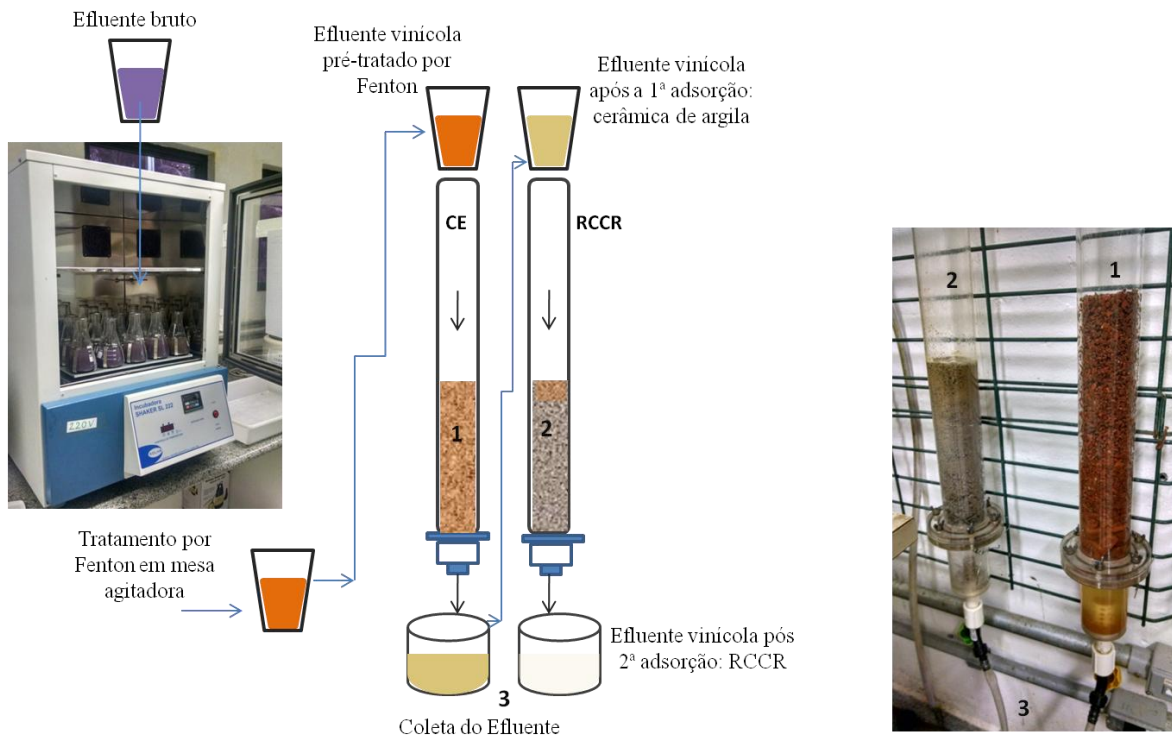 Efluente bruto
Efluente vinícola
pré-tratado por
Fenton
Efluente vinícola
após a 1ª adsorção:
cerâmica de argila
CE
RCCR
1
2
Incubadora
SHAKER SL 222
220V
Tratamento por
Fenton em mesa
agitadora
Efluente vinícola pós
2ª adsorção: RCCR
3
Coleta do Efluente
2
1
3